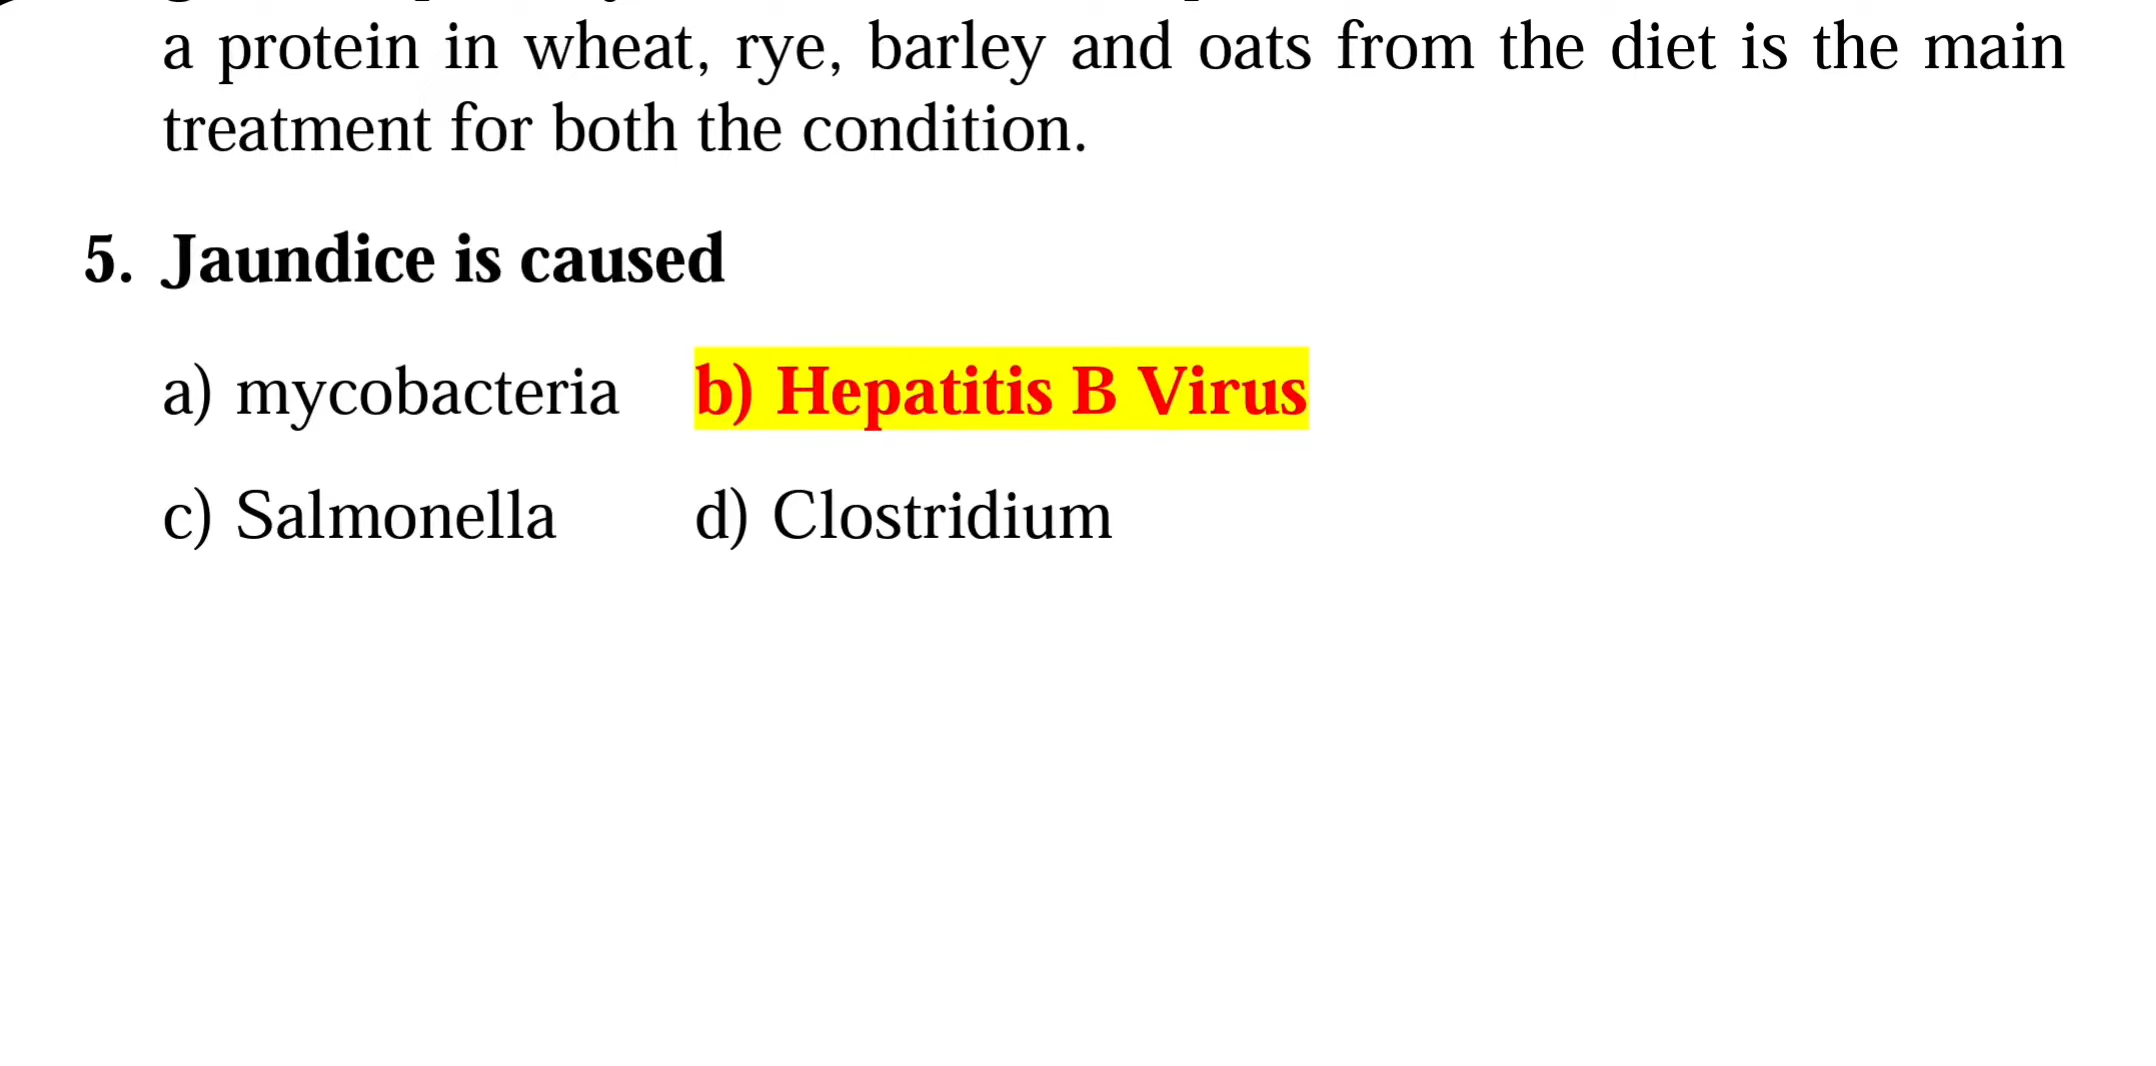 a protein in wheat, rye, barley and oats from the diet is the main
treatment for both the condition.
5. Jaundice is caused
a) mycobacteria b) Hepatitis B Virus
c) Salmonella d) Clostridium